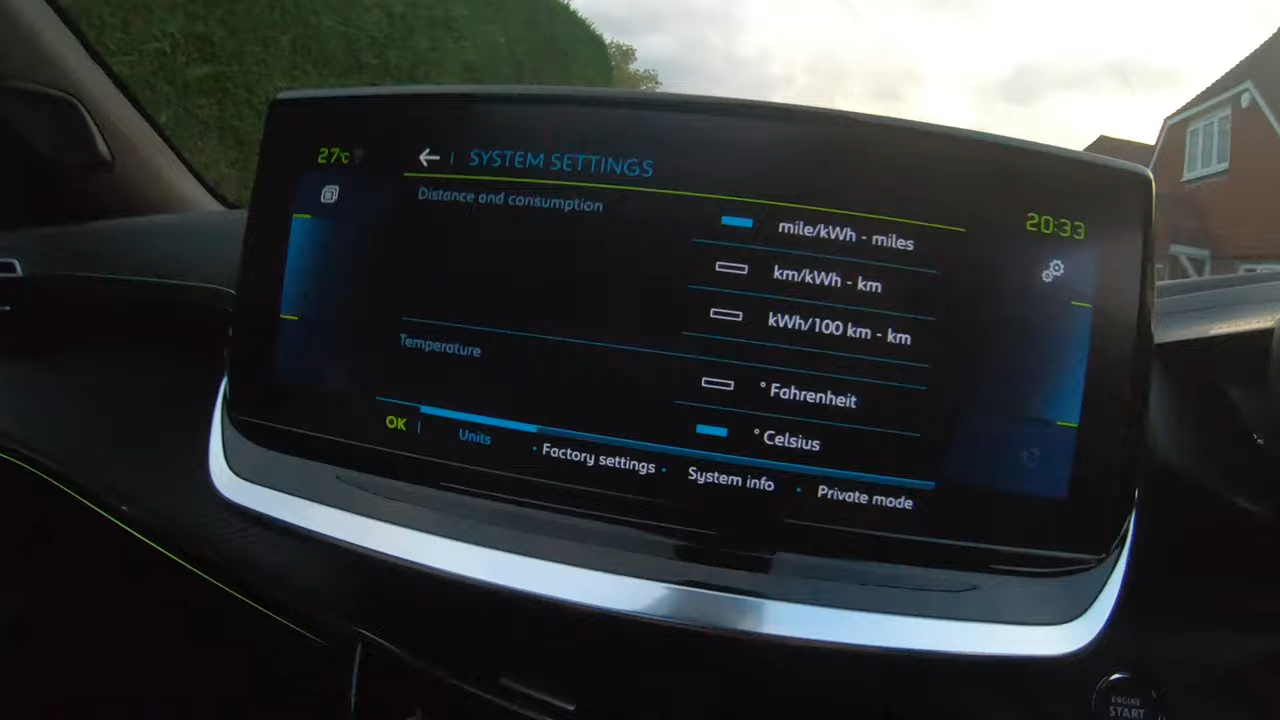 27°C
SYSTEM SETTINGS
20:33
Distance and consumption
mile/kWh - miles
km/kWh - km
kWh/100 km - km
Temperature
° Fahrenheit
° Celsius
OK
Units
Factory settings
System info
Private mode
ENGINE
START